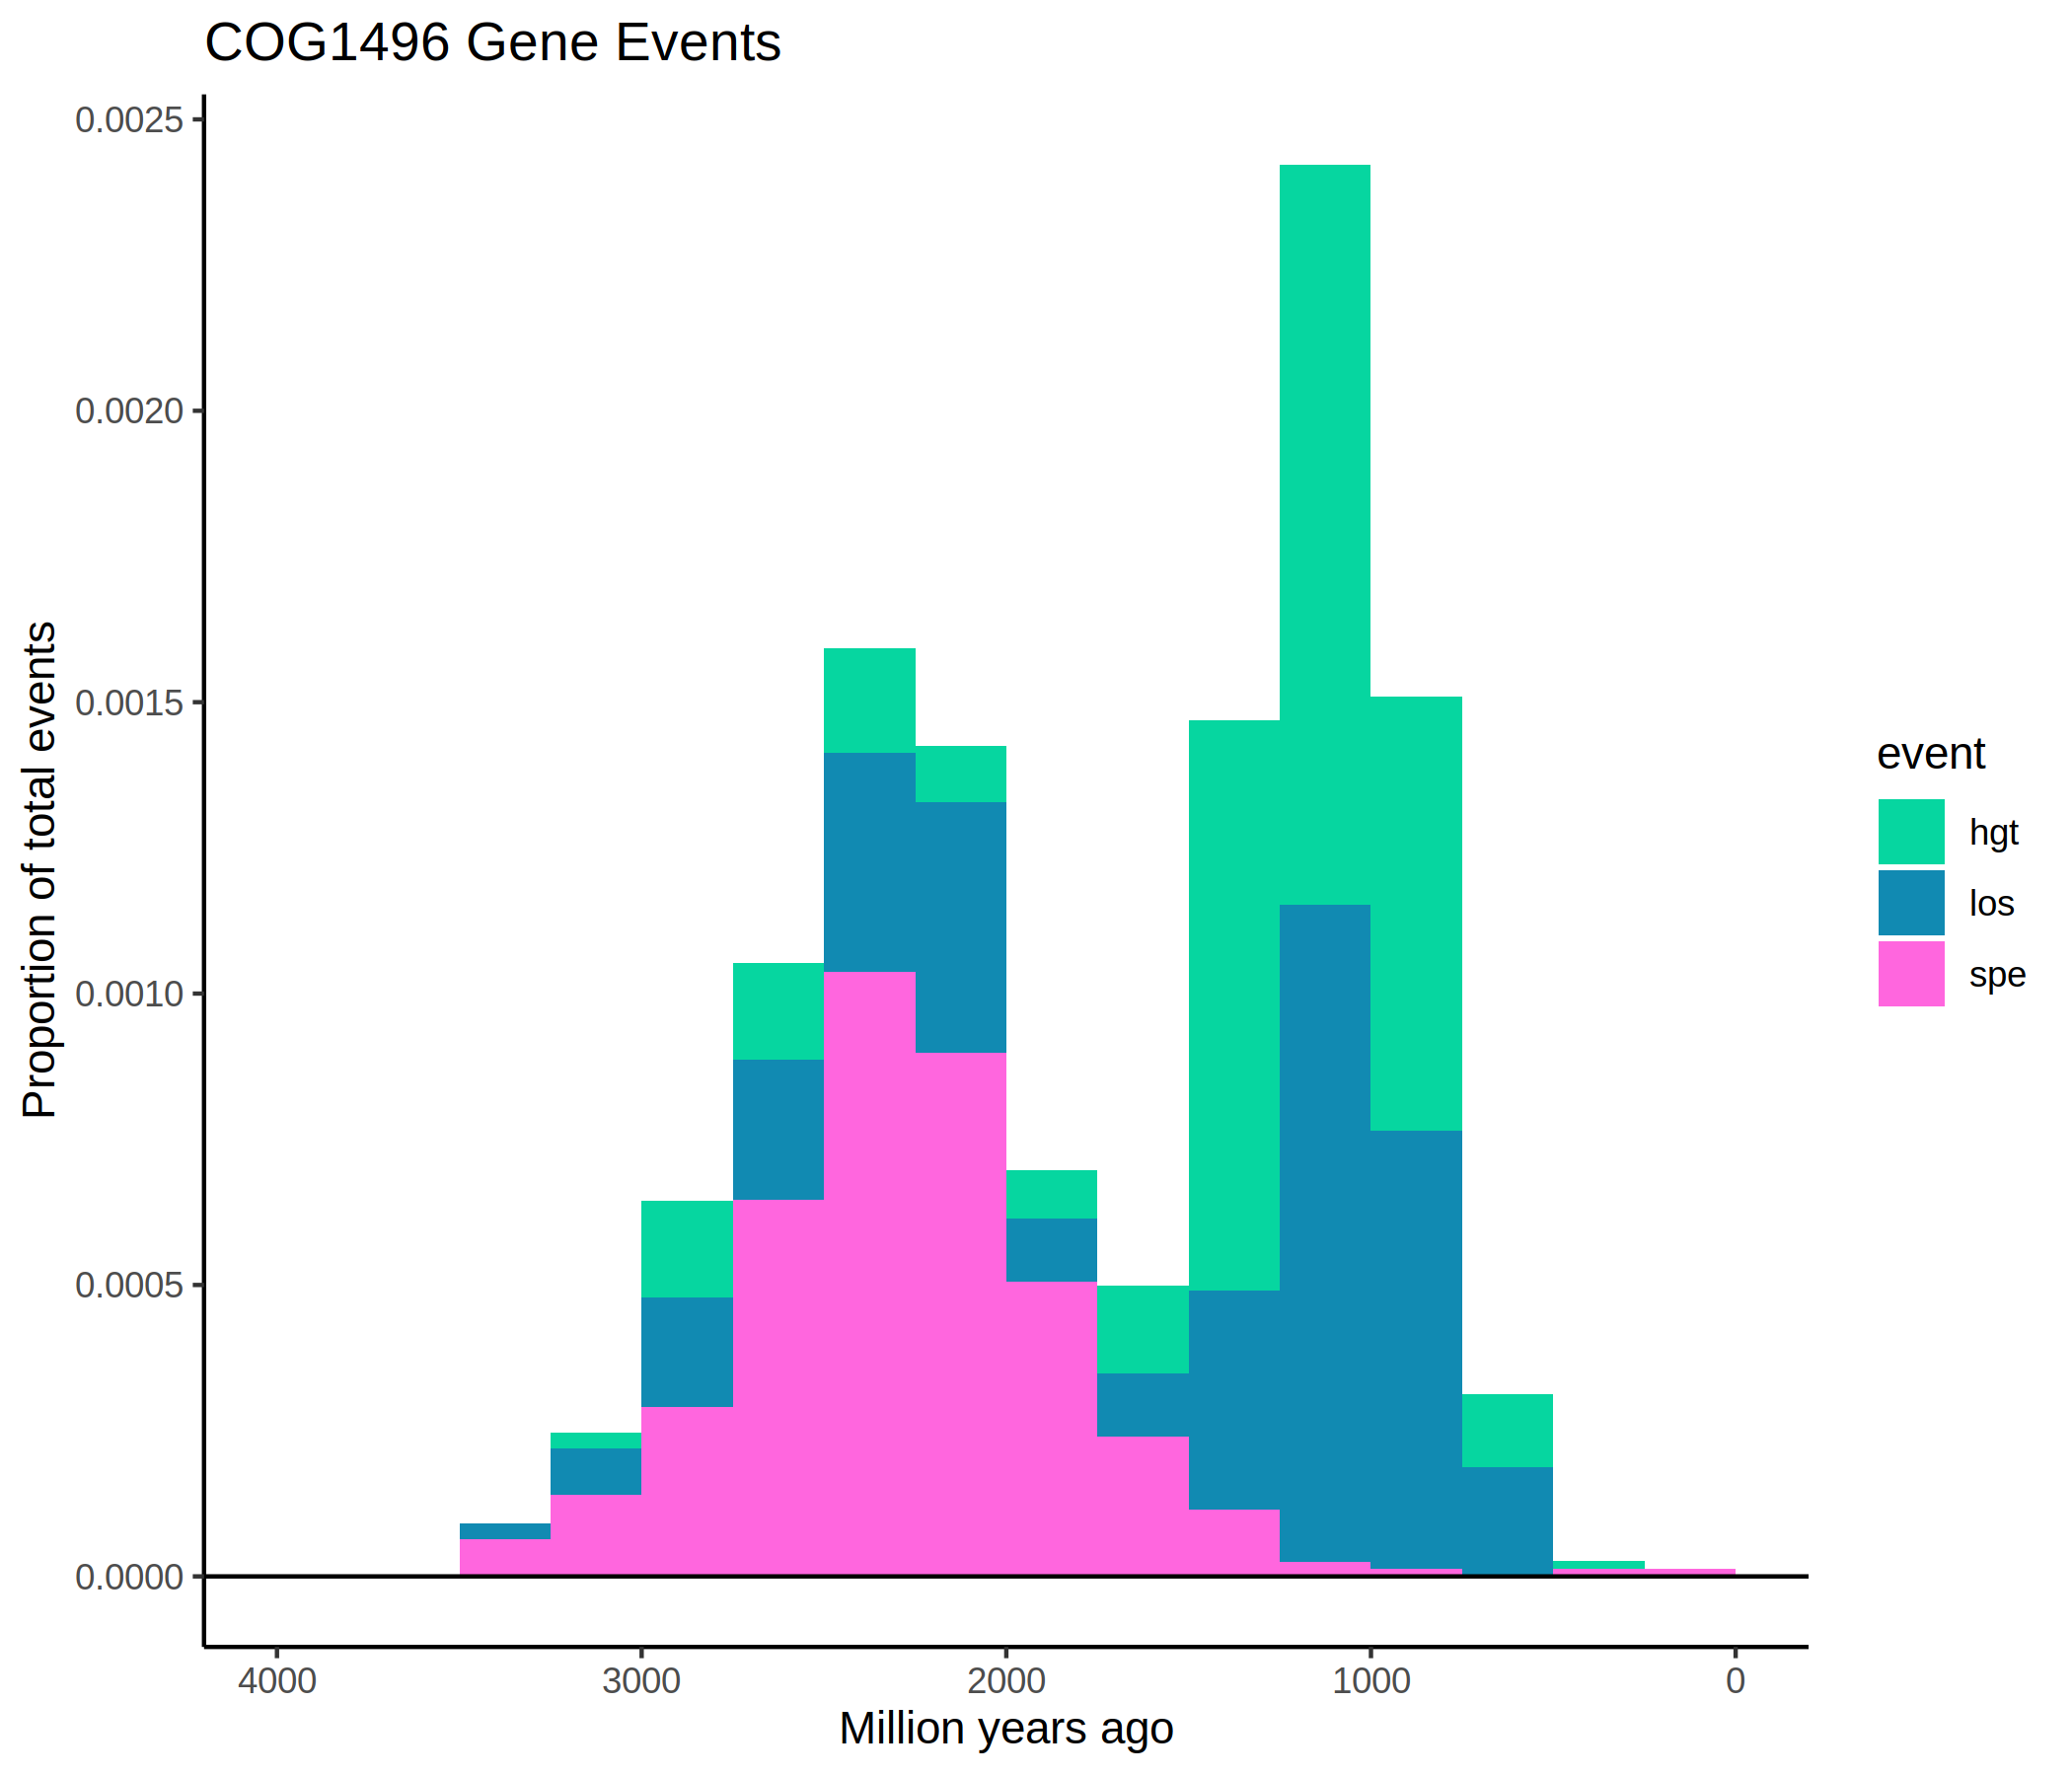 COG1496 Gene Events
Proportion of total events
0.0025
0.0020
0.0015
0.0010
0.0005
0.0000
4000 3000 2000 1000 0
Million years ago
event
hgt
los
spe